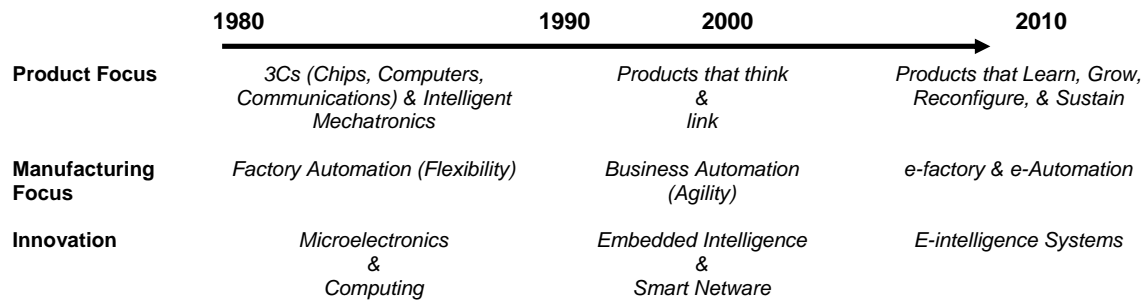 1980 1990 2000 2010
Product Focus 3Cs (Chips, Computers, Products that think Products that Learn, Grow,
Communications) & Intelligent & Reconfigure, & Sustain
Mechatronics link
Manufacturing Factory Automation (Flexibility) Business Automation e-factory & e-Automation
Focus (Agility)
Innovation Microelectronics Embedded Intelligence E-intelligence Systems
& &
Computing Smart Netware